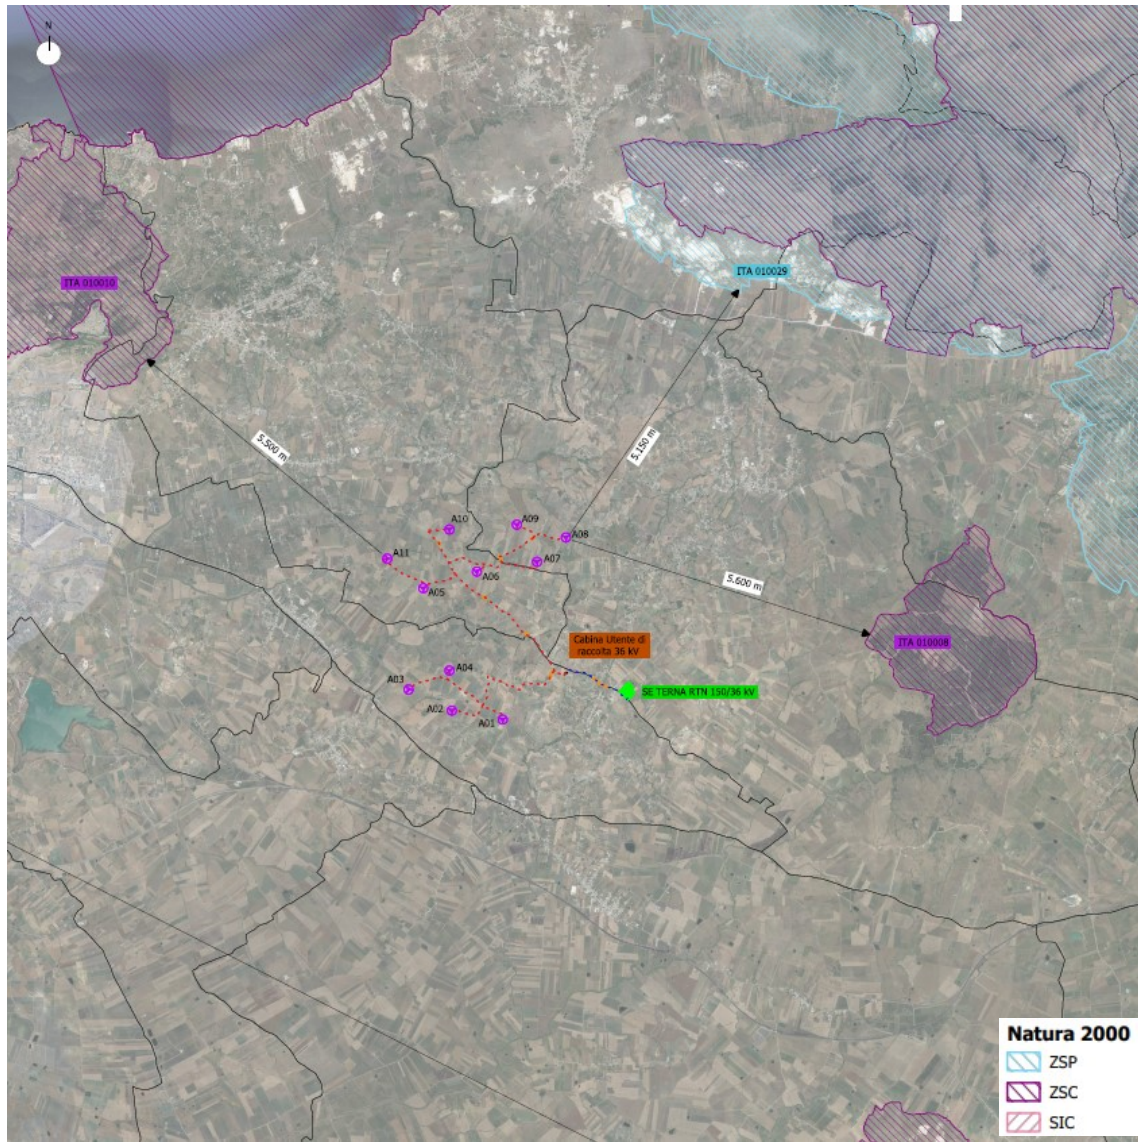 N
ITA 010029
ITA 010010
5.500 m
5.150 m
A10
A09
A08
A11
A07
A06
A05
5.600 m
Cabina Utente di
raccolta 36 kV
ITA 010008
A04
A03
SE TERNA RTN 150/36 kV
A02
A01
Natura 2000
ZSP
ZSC
SIC